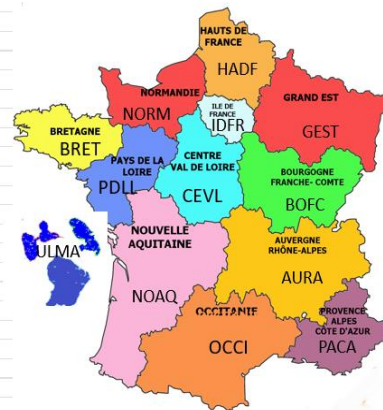 HAUTS DE
FRANCE
HADF
NORMANDIE
NORM
ILE DE
FRANCE
IDFR
GRAND EST
GEST
BRETAGNE
BRET
PAYS DE LA
LOIRE
PDLL
CENTRE
VAL DE LOIRE
CEVL
BOURGOGNE
FRANCHE- COMTE
BOFC
ULMA
NOUVELLE
AQUITAINE
NOAQ
AUVERGNE
RHÔNE-ALPES
AURA
OCCITANIE
OCCI
PROVENCE
ALPES
CÔTE D'AZUR
PACA